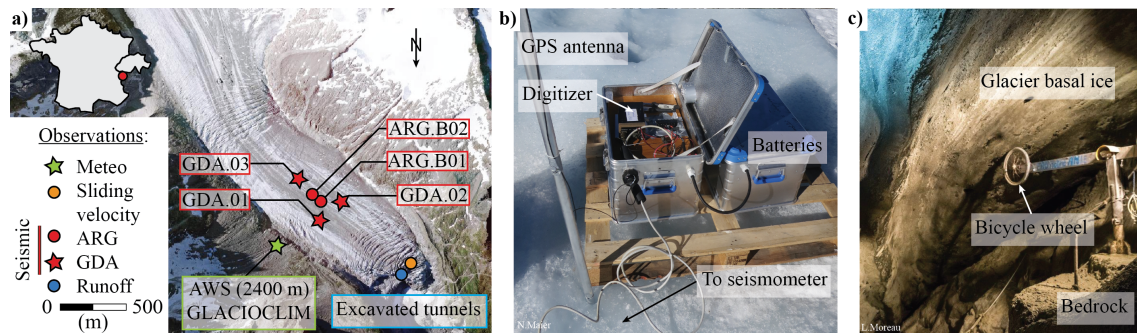 a)
N
Observations:
Meteo
Sliding
velocity
Seismic
ARG
GDA
Runoff
0 500
(m)
ARG.B02
ARG.B01
GDA.03
GDA.01
GDA.02
AWS (2400 m)
GLACIOCLIM
Excavated tunnels
b)
GPS antenna
Digitizer
Batteries
To seismometer
N.Maier
c)
Glacier basal ice
Bicycle wheel
Bedrock
L.Moreau